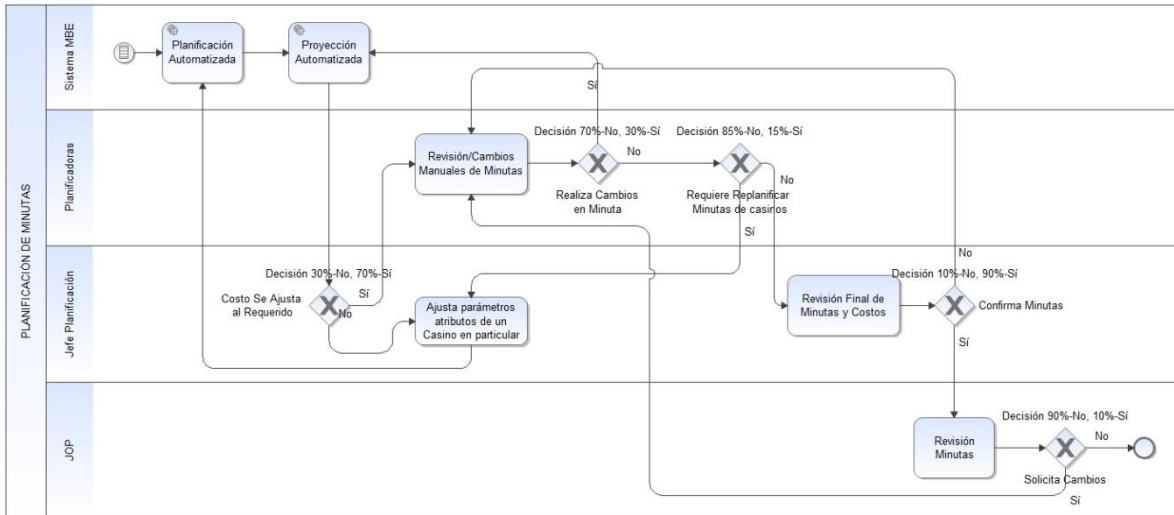 PLANIFICACIÓN DE MINUTAS
Sistema MBE
Planificación
Automatizada
Proyección
Automatizada
Sí
Planificadoras
Revisión/Cambios
Manuales de Minutas
Decisión 70%-No, 30%-Sí
No
Realiza Cambios
en Minuta
Decisión 85%-No, 15%-Sí
No
Requiere Replanificar
Minutas de casinos
Sí
Jefe Planificación
Decisión 30%-No, 70%-Sí
Sí
Costo Se Ajusta
al Requerido
No
Ajusta parámetros
atributos de un
Casino en particular
Revisión Final de
Minutas y Costos
No
Decisión 10%-No, 90%-Sí
Confirma Minutas
Sí
JOP
Revisión
Minutas
Decisión 90%-No, 10%-Sí
No
Solicita Cambios
Sí